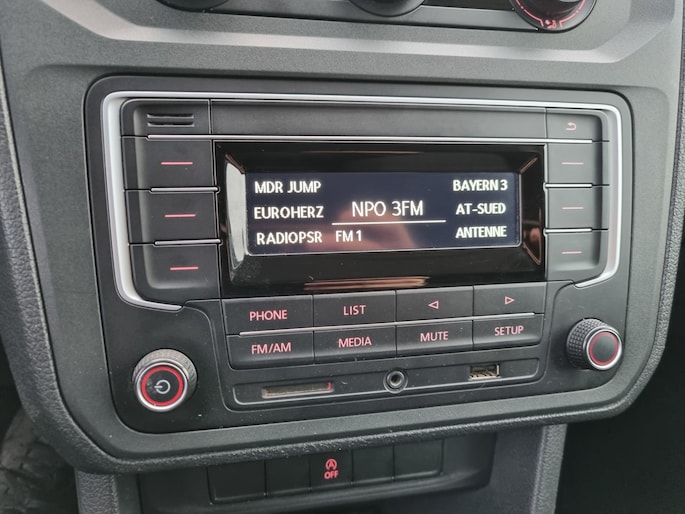 MDR JUMP
BAYERN 3
EUROHERZ
NPO 3FM
AT-SUED
RADIOPSR
FM 1
ANTENNE
PHONE
LIST
FM/AM
MEDIA
MUTE
SETUP
A
OFF